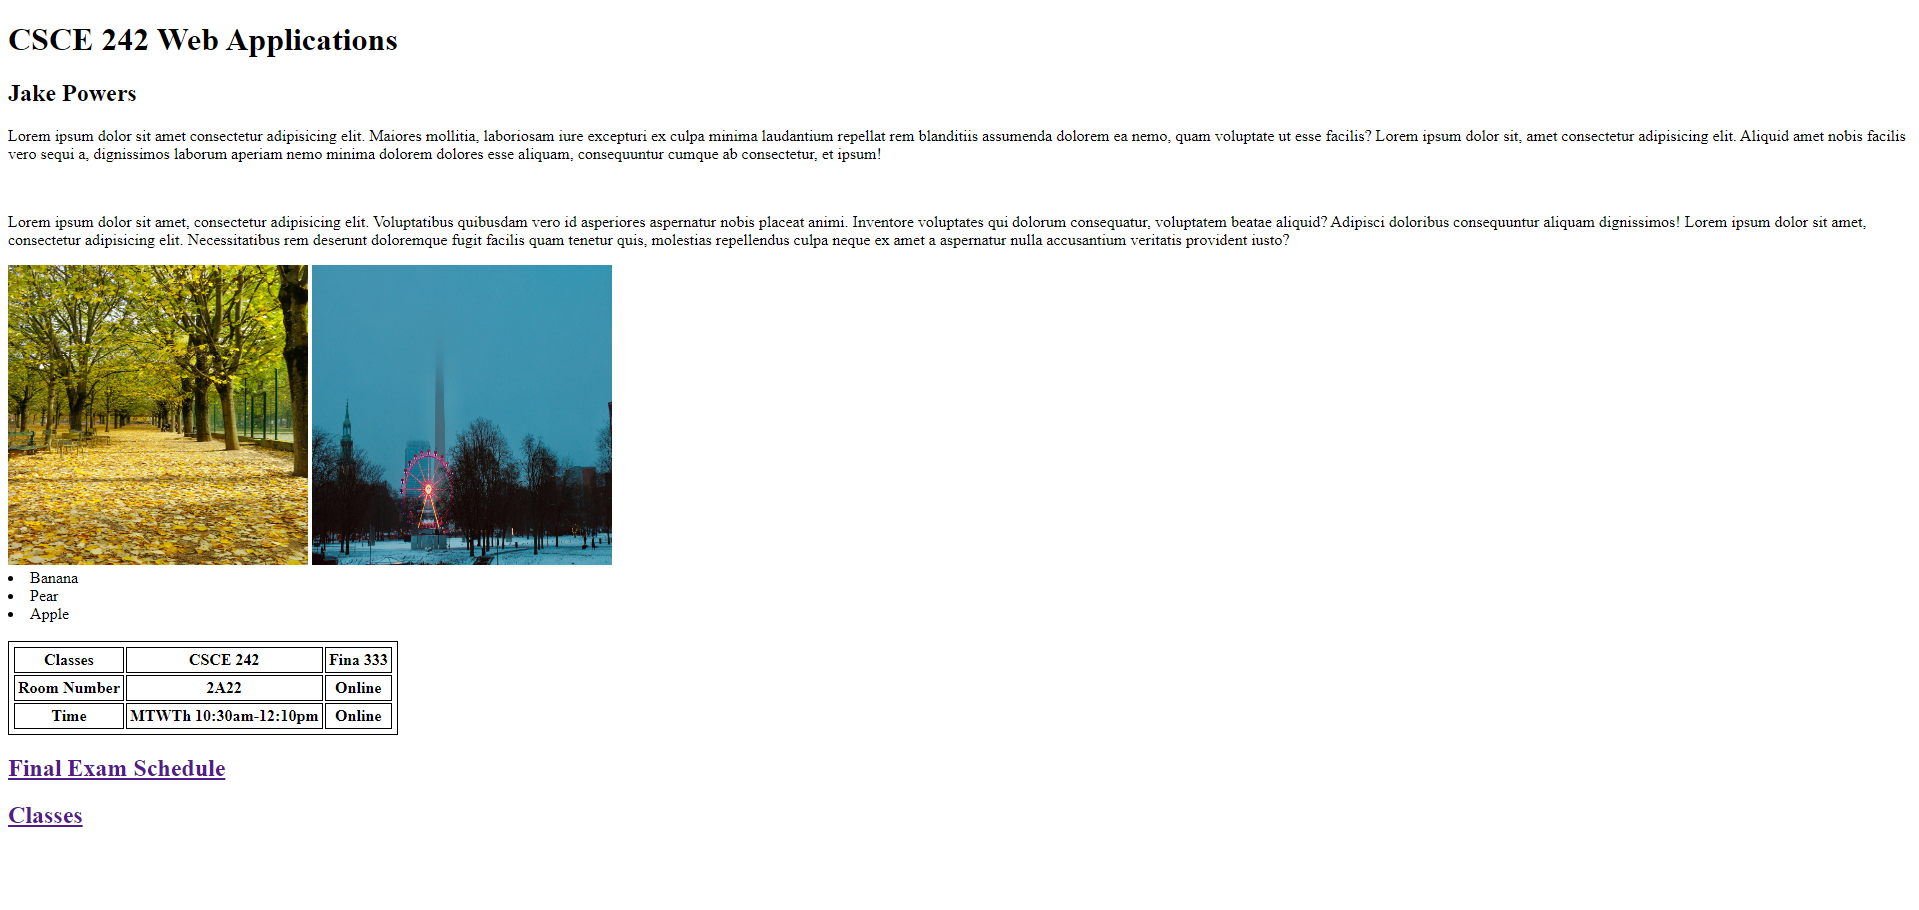 CSCE 242 Web Applications
Jake Powers
Lorem ipsum dolor sit amet consectetur adipisicing elit. Maiores mollitia, laboriosam iure excepturi ex culpa minima laudantium repellat rem blanditiis assumenda dolorem ea nemo, quam voluptate ut esse facilis? Lorem ipsum dolor sit, amet consectetur adipisicing elit. Aliquid amet nobis facilis
vero sequi a, dignissimos laborum aperiam nemo minima dolorem dolores esse aliquam, consequuntur cumque ab consectetur, et ipsum!
Lorem ipsum dolor sit amet, consectetur adipisicing elit. Voluptatibus quibusdam vero id asperiores aspernatur nobis placeat animi. Inventore voluptates qui dolorum consequatur, voluptatem beatae aliquid? Adipisci doloribus consequuntur aliquam dignissimos! Lorem ipsum dolor sit amet,
consectetur adipisicing elit. Necessitatibus rem deserunt doloremque fugit facilis quam tenetur quis, molestias repellendus culpa neque ex amet a aspernatur nulla accusantium veritatis provident iusto?
Banana
Pear
Apple
Classes CSCE 242 Fina 333
Room Number 2A22 Online
Time MTWTh 10:30am-12:10pm Online
Final Exam Schedule
Classes